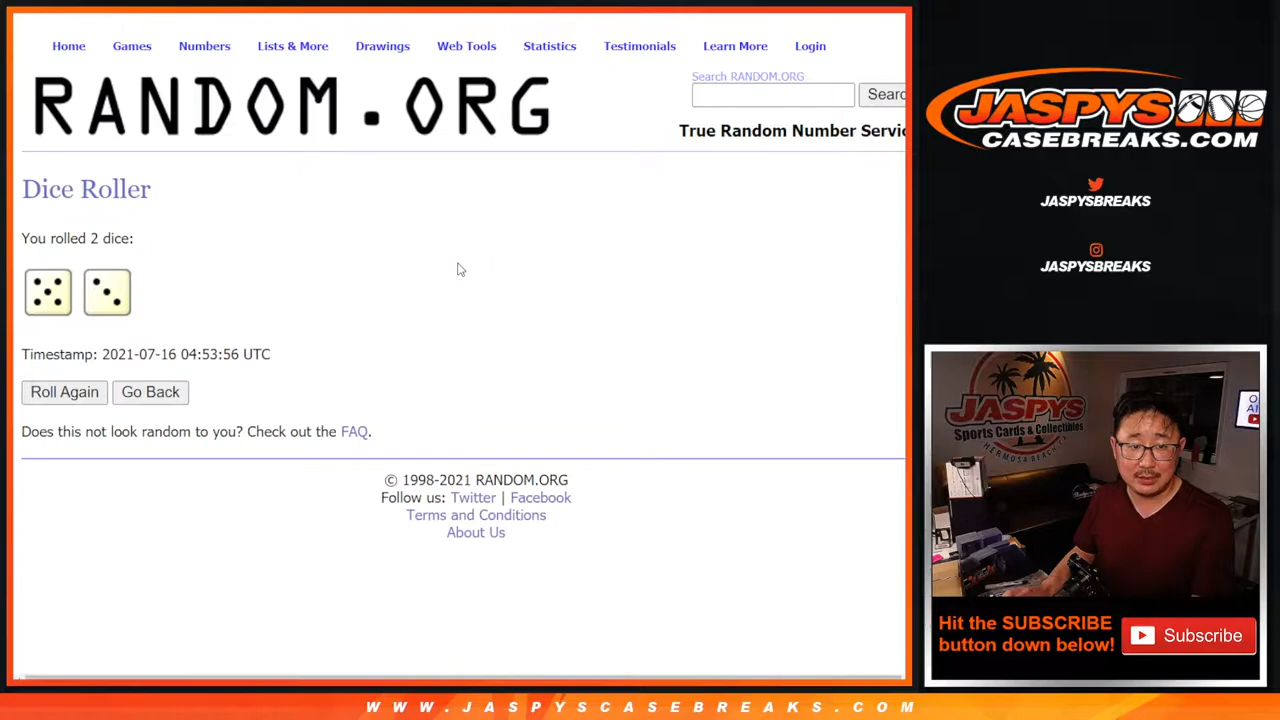 Home Games Numbers Lists & More Drawings Web Tools Statistics Testimonials Learn More Login
RANDOM.ORG
Search RANDOM.ORG
Searc
True Random Number Servic
Dice Roller
You rolled 2 dice:
Timestamp: 2021-07-16 04:53:56 UTC
Roll Again Go Back
Does this not look random to you? Check out the FAQ.
© 1998-2021 RANDOM.ORG
Follow us: Twitter | Facebook
Terms and Conditions
About Us
JASPYS
CASEBREAKS.COM
JASPYSBREAKS
JASPYSBREAKS
JASPYS
Sports Cards & Collectibles
HERMOSA BEACH, CA
Hit the SUBSCRIBE
button down below!
Subscribe
WWW.JASPYSCASEBREAKS.COM